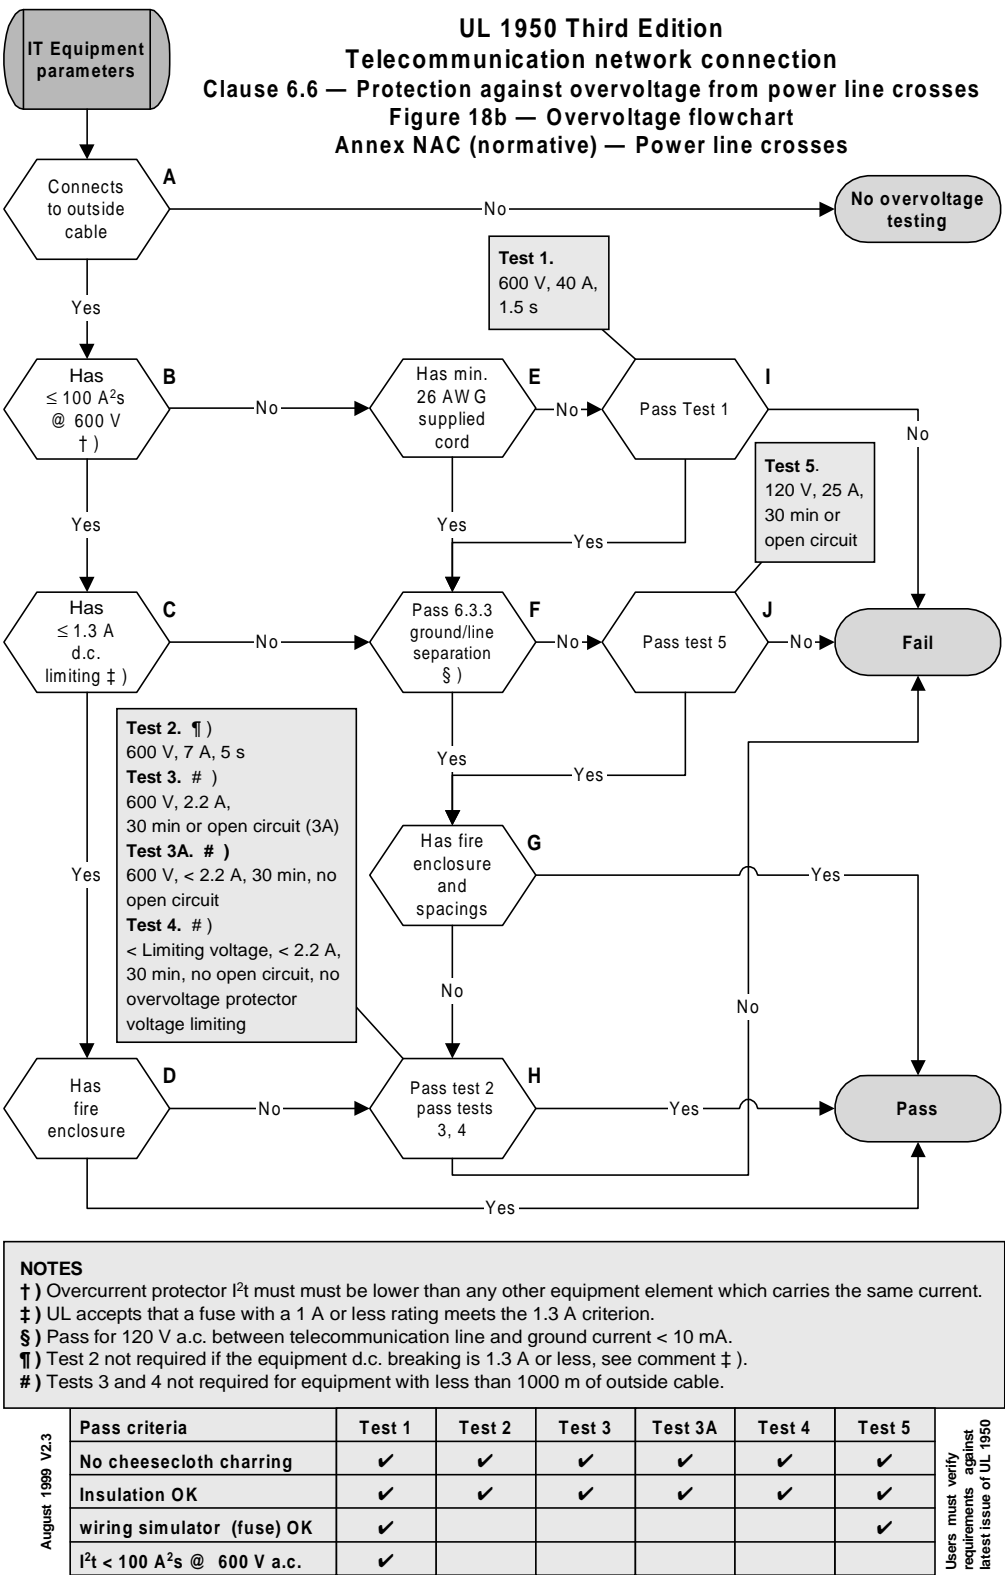 UL 1950 Third Edition
Telecommunication network connection
Clause 6.6 — Protection against overvoltage from power line crosses
Figure 18b — Overvoltage flowchart
Annex NAC (normative) — Power line crosses
IT Equipment
parameters
A
Connects
to outside
cable
No
No overvoltage
testing
Test 1.
600 V, 40 A,
1.5 s
Yes
B
Has
≤ 100 A²s
@ 600 V
† )
No
E
Has min.
26 AWG
supplied
cord
No
I
Pass Test 1
No
Test 5.
120 V, 25 A,
30 min or
open circuit
Yes
Yes
Yes
C
Has
≤ 1.3 A
d.c.
limiting ‡ )
No
F
Pass 6.3.3
ground/line
separation
§ )
No
J
Pass test 5
No
Fail
Test 2. ¶ )
600 V, 7 A, 5 s
Test 3. # )
600 V, 2.2 A,
30 min or open circuit (3A)
Test 3A. # )
600 V, < 2.2 A, 30 min, no
open circuit
Test 4. # )
< Limiting voltage, < 2.2 A,
30 min, no open circuit, no
overvoltage protector
voltage limiting
Yes
Yes
Yes
G
Has fire
enclosure
and
spacings
Yes
No
No
D
Has
fire
enclosure
No
H
Pass test 2
pass tests
3, 4
Yes
Pass
Yes
NOTES
† ) Overcurrent protector I²t must must be lower than any other equipment element which carries the same current.
‡ ) UL accepts that a fuse with a 1 A or less rating meets the 1.3 A criterion.
§ ) Pass for 120 V a.c. between telecommunication line and ground current < 10 mA.
¶ ) Test 2 not required if the equipment d.c. breaking is 1.3 A or less, see comment ‡ ).
# ) Tests 3 and 4 not required for equipment with less than 1000 m of outside cable.
August 1999 V2.3
Pass criteria Test 1 Test 2 Test 3 Test 3A Test 4 Test 5
No cheesecloth charring ✔ ✔ ✔ ✔ ✔ ✔
Insulation OK ✔ ✔ ✔ ✔ ✔ ✔
wiring simulator (fuse) OK ✔ ✔
I²t < 100 A²s @ 600 V a.c. ✔
Users must verify
requirements against
latest issue of UL 1950